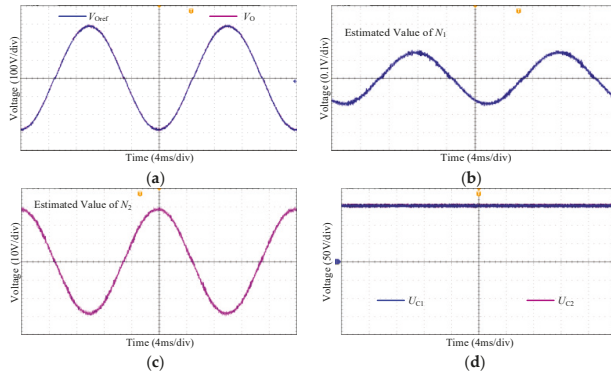 V_Oref V_O
Voltage (100V/div)
Time (4ms/div)
(a)
Estimated Value of N_1
Voltage (0.1V/div)
Time (4ms/div)
(b)
Estimated Value of N_2
Voltage (10V/div)
Time (4ms/div)
(c)
Voltage (50V/div)
U_C1 U_C2
Time (4ms/div)
(d)